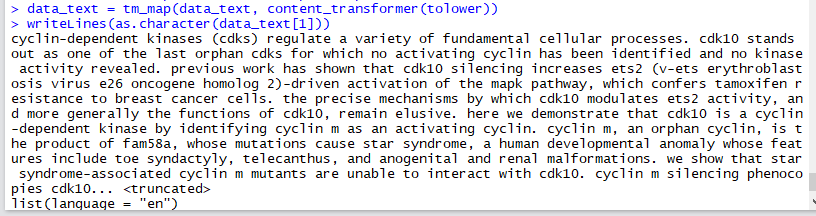 > data_text = tm_map(data_text, content_transformer(tolower))
> writeLines(as.character(data_text[1]))
cyclin-dependent kinases (cdks) regulate a variety of fundamental cellular processes. cdk10 stands
out as one of the last orphan cdks for which no activating cyclin has been identified and no kinase
 activity revealed. previous work has shown that cdk10 silencing increases ets2 (v-ets erythroblast
osis virus e26 oncogene homolog 2)-driven activation of the mapk pathway, which confers tamoxifen r
esistance to breast cancer cells. the precise mechanisms by which cdk10 modulates ets2 activity, an
d more generally the functions of cdk10, remain elusive. here we demonstrate that cdk10 is a cyclin
-dependent kinase by identifying cyclin m as an activating cyclin. cyclin m, an orphan cyclin, is t
he product of fam58a, whose mutations cause star syndrome, a human developmental anomaly whose feat
ures include toe syndactyly, telecanthus, and anogenital and renal malformations. we show that star
 syndrome-associated cyclin m mutants are unable to interact with cdk10. cyclin m silencing phenoco
pies cdk10... <truncated>
list(language = "en")